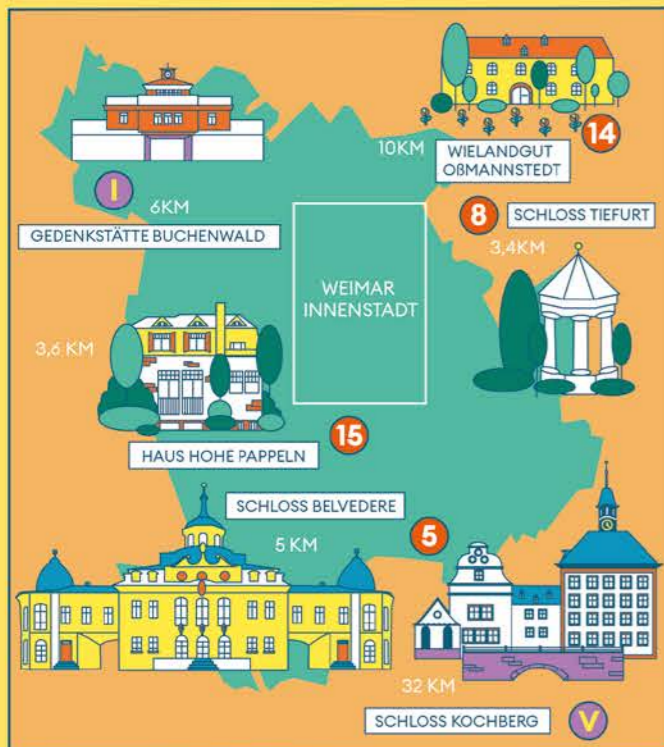 14
10KM
WIELANDGUT
OßMANNSTEDT
I
6KM
GEDENKSTÄTTE BUCHENWALD
8
SCHLOSS TIEFURT
3,4KM
WEIMAR
INNENSTADT
3,6 KM
15
HAUS HOHE PAPPELN
SCHLOSS BELVEDERE
5 KM
5
32 KM
SCHLOSS KOCHBERG
V